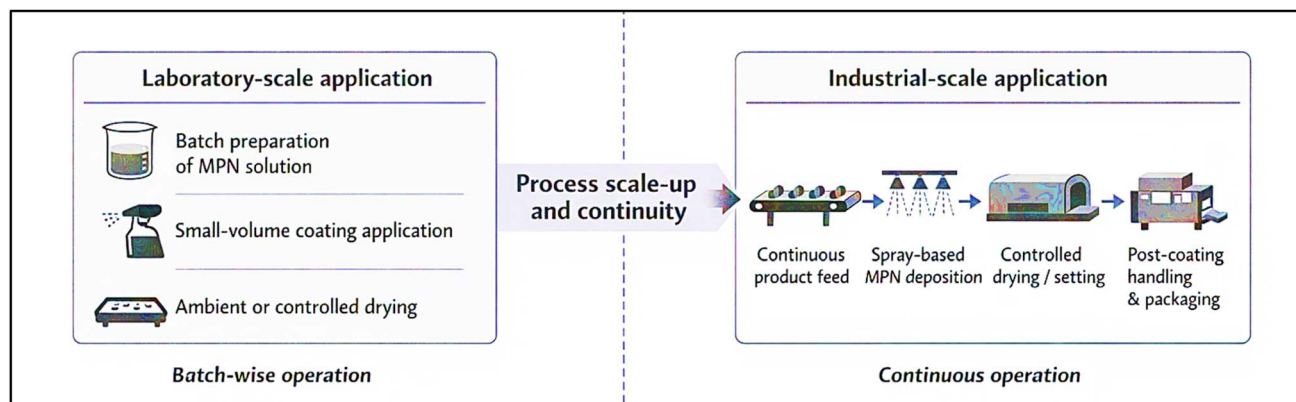 Laboratory-scale application
Batch preparation
of MPN solution
Small-volume coating application
Ambient or controlled drying
Batch-wise operation
Process scale-up
and continuity
Industrial-scale application
Continuous
product feed
Spray-based
MPN deposition
Controlled
drying / setting
Post-coating
handling
& packaging
Continuous operation